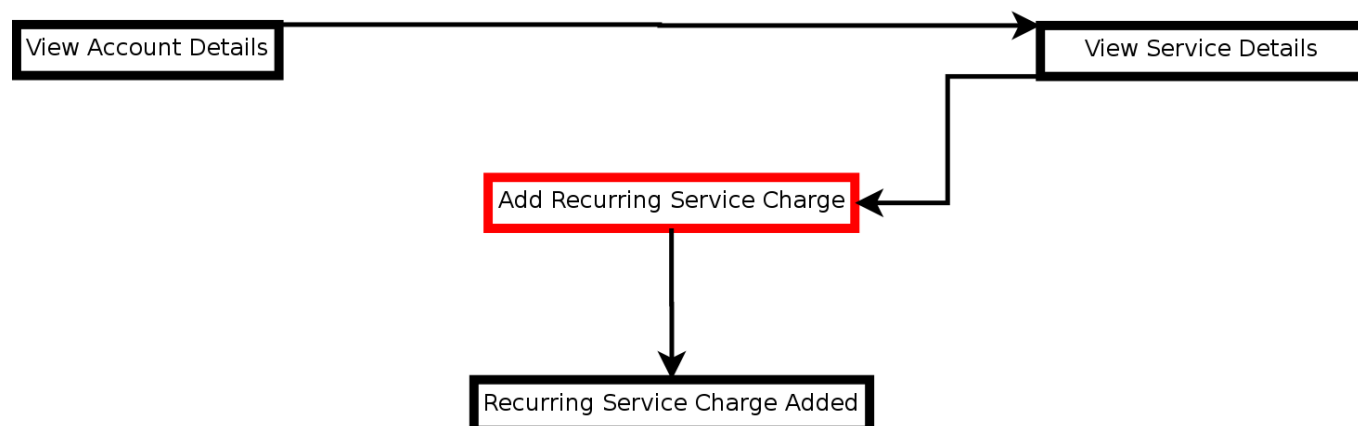 View Account Details
View Service Details
Add Recurring Service Charge
Recurring Service Charge Added